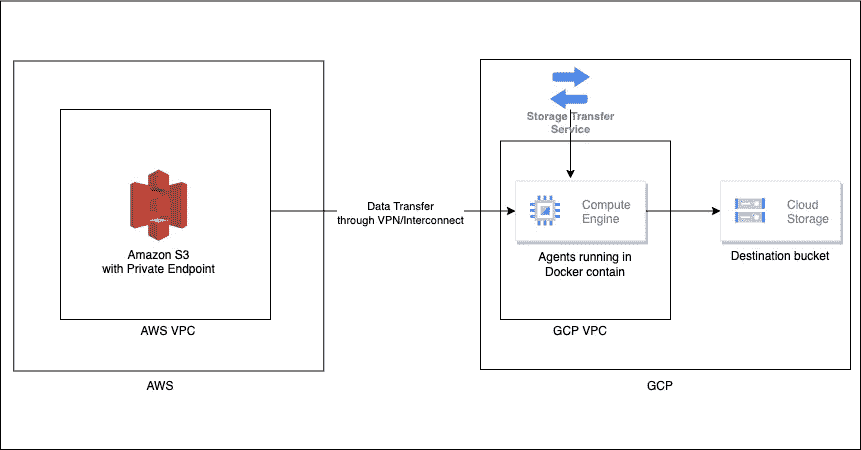 Storage Transfer
Service
Data Transfer
through VPN/Interconnect
Compute
Engine
Cloud
Storage
Amazon S3
with Private Endpoint
Agents running in
Docker contain
Destination bucket
AWS VPC
GCP VPC
AWS
GCP